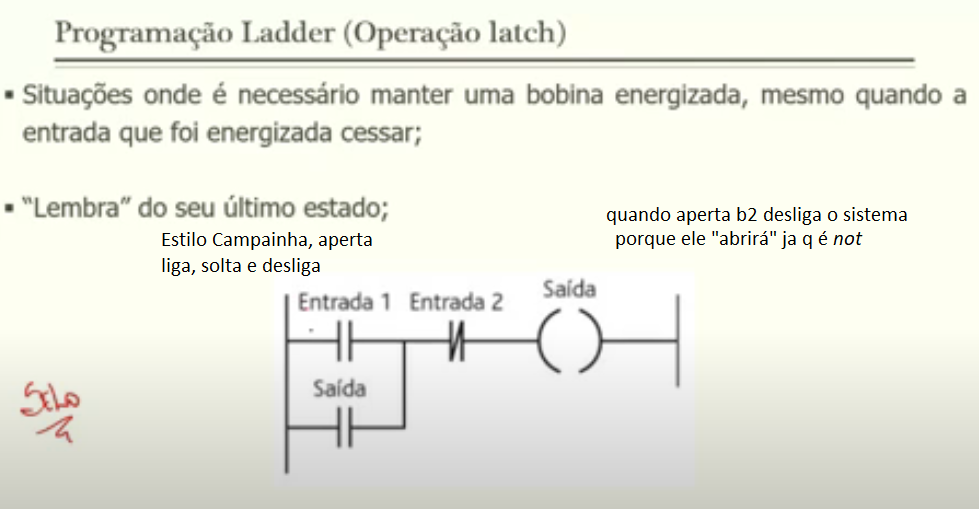 Programação Ladder (Operação latch)
▪ Situações onde é necessário manter uma bobina energizada, mesmo quando a
entrada que foi energizada cessar;
▪ “Lembra” do seu último estado;
quando aperta b2 desliga o sistema
porque ele "abrirá" ja q é not
Estilo Campainha, aperta
liga, solta e desliga
Entrada 1 Entrada 2 Saída
Saída
SELO